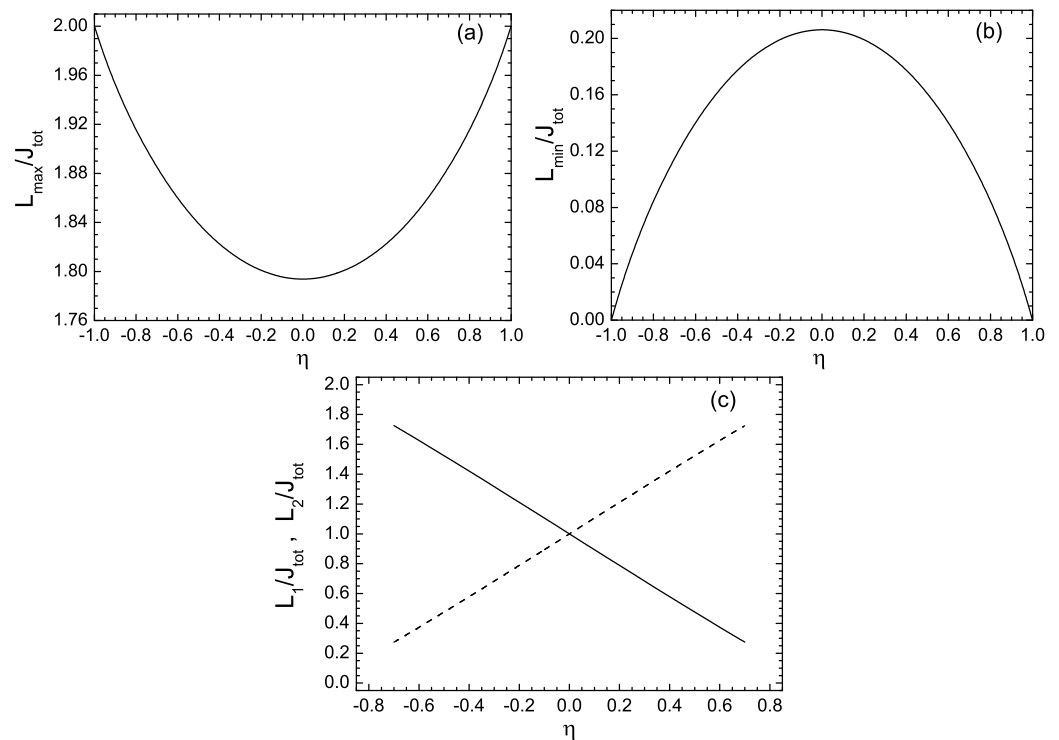 (a)
L_max/J_tot
2.00
1.96
1.92
1.88
1.84
1.80
1.76
-1.0 -0.8 -0.6 -0.4 -0.2 0.0 0.2 0.4 0.6 0.8 1.0
η
(b)
L_min/J_tot
0.20
0.16
0.12
0.08
0.04
0.00
-1.0 -0.8 -0.6 -0.4 -0.2 0.0 0.2 0.4 0.6 0.8 1.0
η
(c)
L_1/J_tot , L_2/J_tot
2.0
1.8
1.6
1.4
1.2
1.0
0.8
0.6
0.4
0.2
0.0
-0.8 -0.6 -0.4 -0.2 0.0 0.2 0.4 0.6 0.8
η